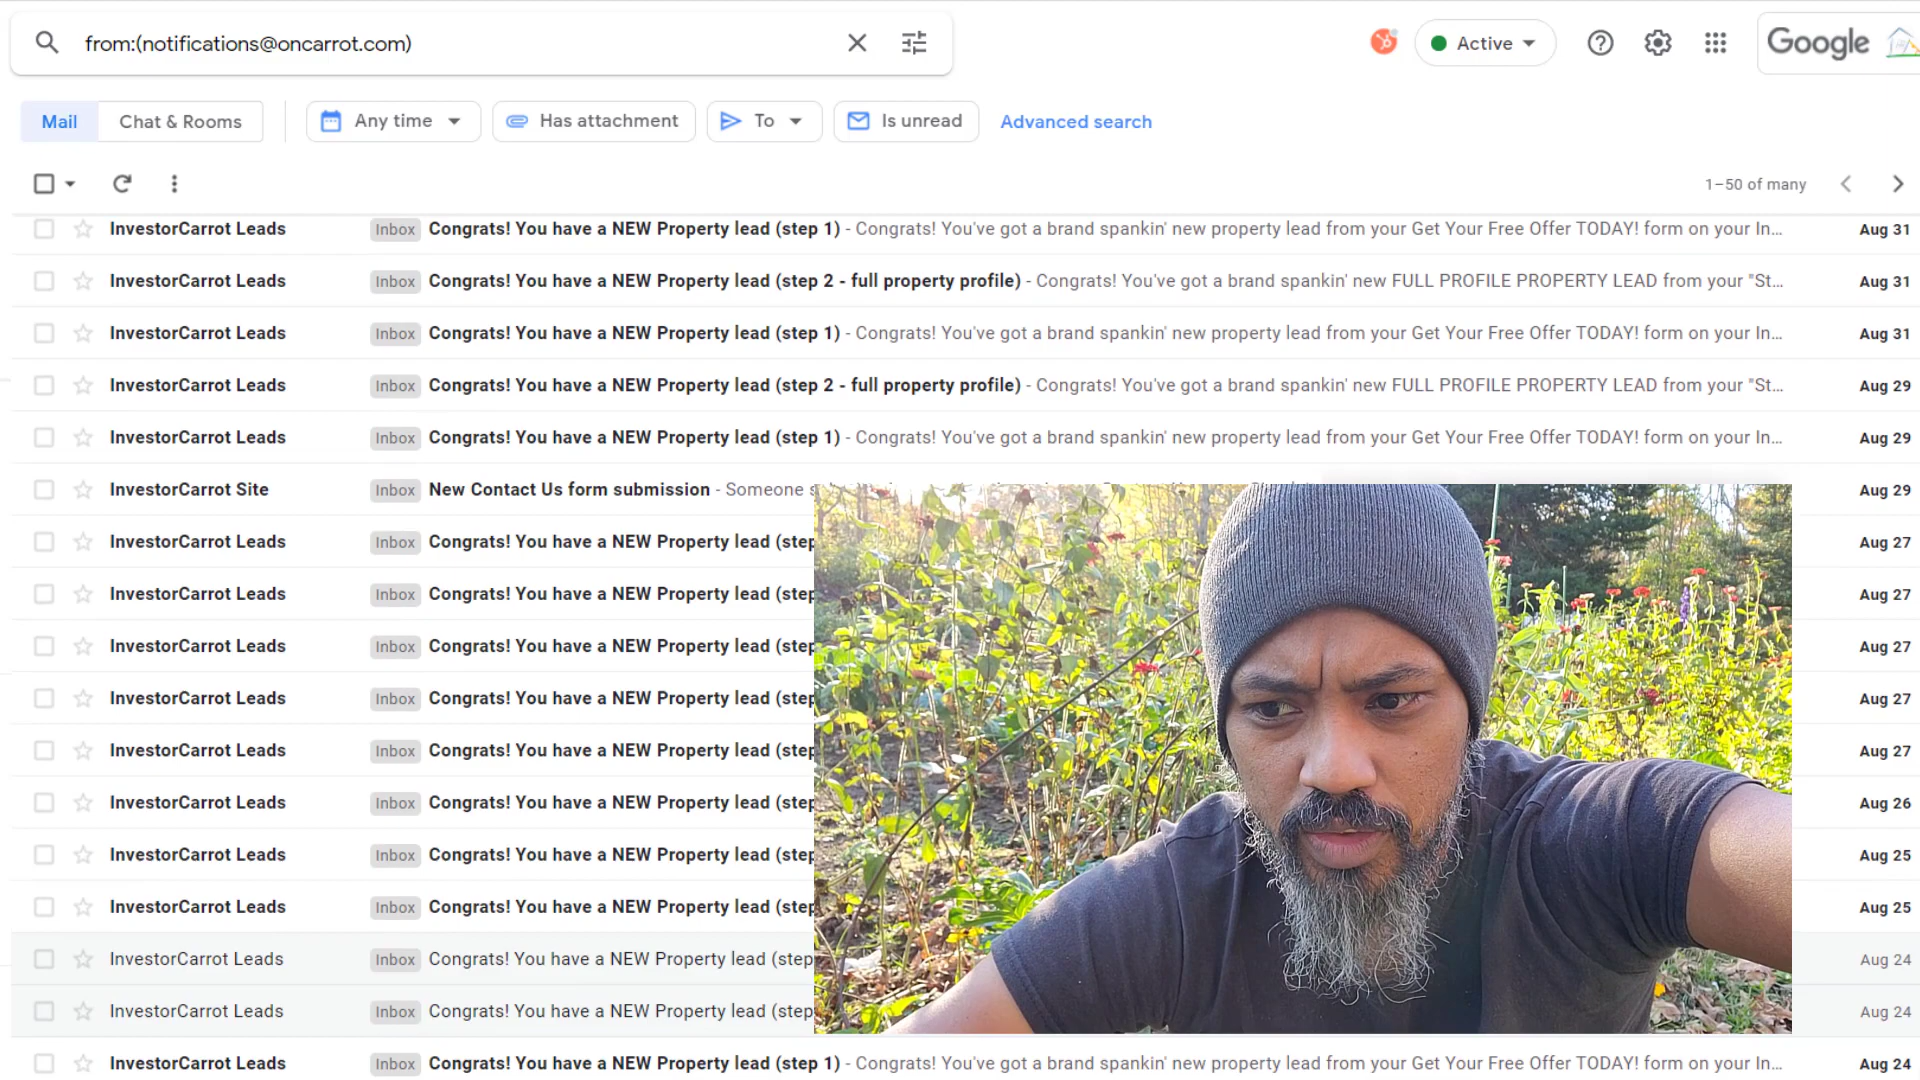 from:(notifications@oncarrot.com)
Active
Google
Mail
Chat & Rooms
Any time
Has attachment
To
Is unread
Advanced search
1–50 of many
InvestorCarrot Leads Inbox Congrats! You have a NEW Property lead (step 1) - Congrats! You've got a brand spankin' new property lead from your Get Your Free Offer TODAY! form on your In... Aug 31
InvestorCarrot Leads Inbox Congrats! You have a NEW Property lead (step 2 - full property profile) - Congrats! You've got a brand spankin' new FULL PROFILE PROPERTY LEAD from your "St... Aug 31
InvestorCarrot Leads Inbox Congrats! You have a NEW Property lead (step 1) - Congrats! You've got a brand spankin' new property lead from your Get Your Free Offer TODAY! form on your In... Aug 31
InvestorCarrot Leads Inbox Congrats! You have a NEW Property lead (step 2 - full property profile) - Congrats! You've got a brand spankin' new FULL PROFILE PROPERTY LEAD from your "St... Aug 29
InvestorCarrot Leads Inbox Congrats! You have a NEW Property lead (step 1) - Congrats! You've got a brand spankin' new property lead from your Get Your Free Offer TODAY! form on your In... Aug 29
InvestorCarrot Site Inbox New Contact Us form submission - Someone Aug 29
InvestorCarrot Leads Inbox Congrats! You have a NEW Property lead (step Aug 27
InvestorCarrot Leads Inbox Congrats! You have a NEW Property lead (step Aug 27
InvestorCarrot Leads Inbox Congrats! You have a NEW Property lead (step Aug 27
InvestorCarrot Leads Inbox Congrats! You have a NEW Property lead (step Aug 27
InvestorCarrot Leads Inbox Congrats! You have a NEW Property lead (step Aug 27
InvestorCarrot Leads Inbox Congrats! You have a NEW Property lead (step Aug 26
InvestorCarrot Leads Inbox Congrats! You have a NEW Property lead (step Aug 25
InvestorCarrot Leads Inbox Congrats! You have a NEW Property lead (step Aug 25
InvestorCarrot Leads Inbox Congrats! You have a NEW Property lead (step Aug 24
InvestorCarrot Leads Inbox Congrats! You have a NEW Property lead (step Aug 24
InvestorCarrot Leads Inbox Congrats! You have a NEW Property lead (step 1) - Congrats! You've got a brand spankin' new property lead from your Get Your Free Offer TODAY! form on your In... Aug 24